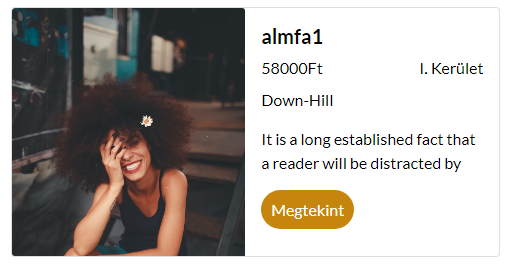 almfa1
58000Ft I. Kerület
Down-Hill
It is a long established fact that
a reader will be distracted by
Megtekint